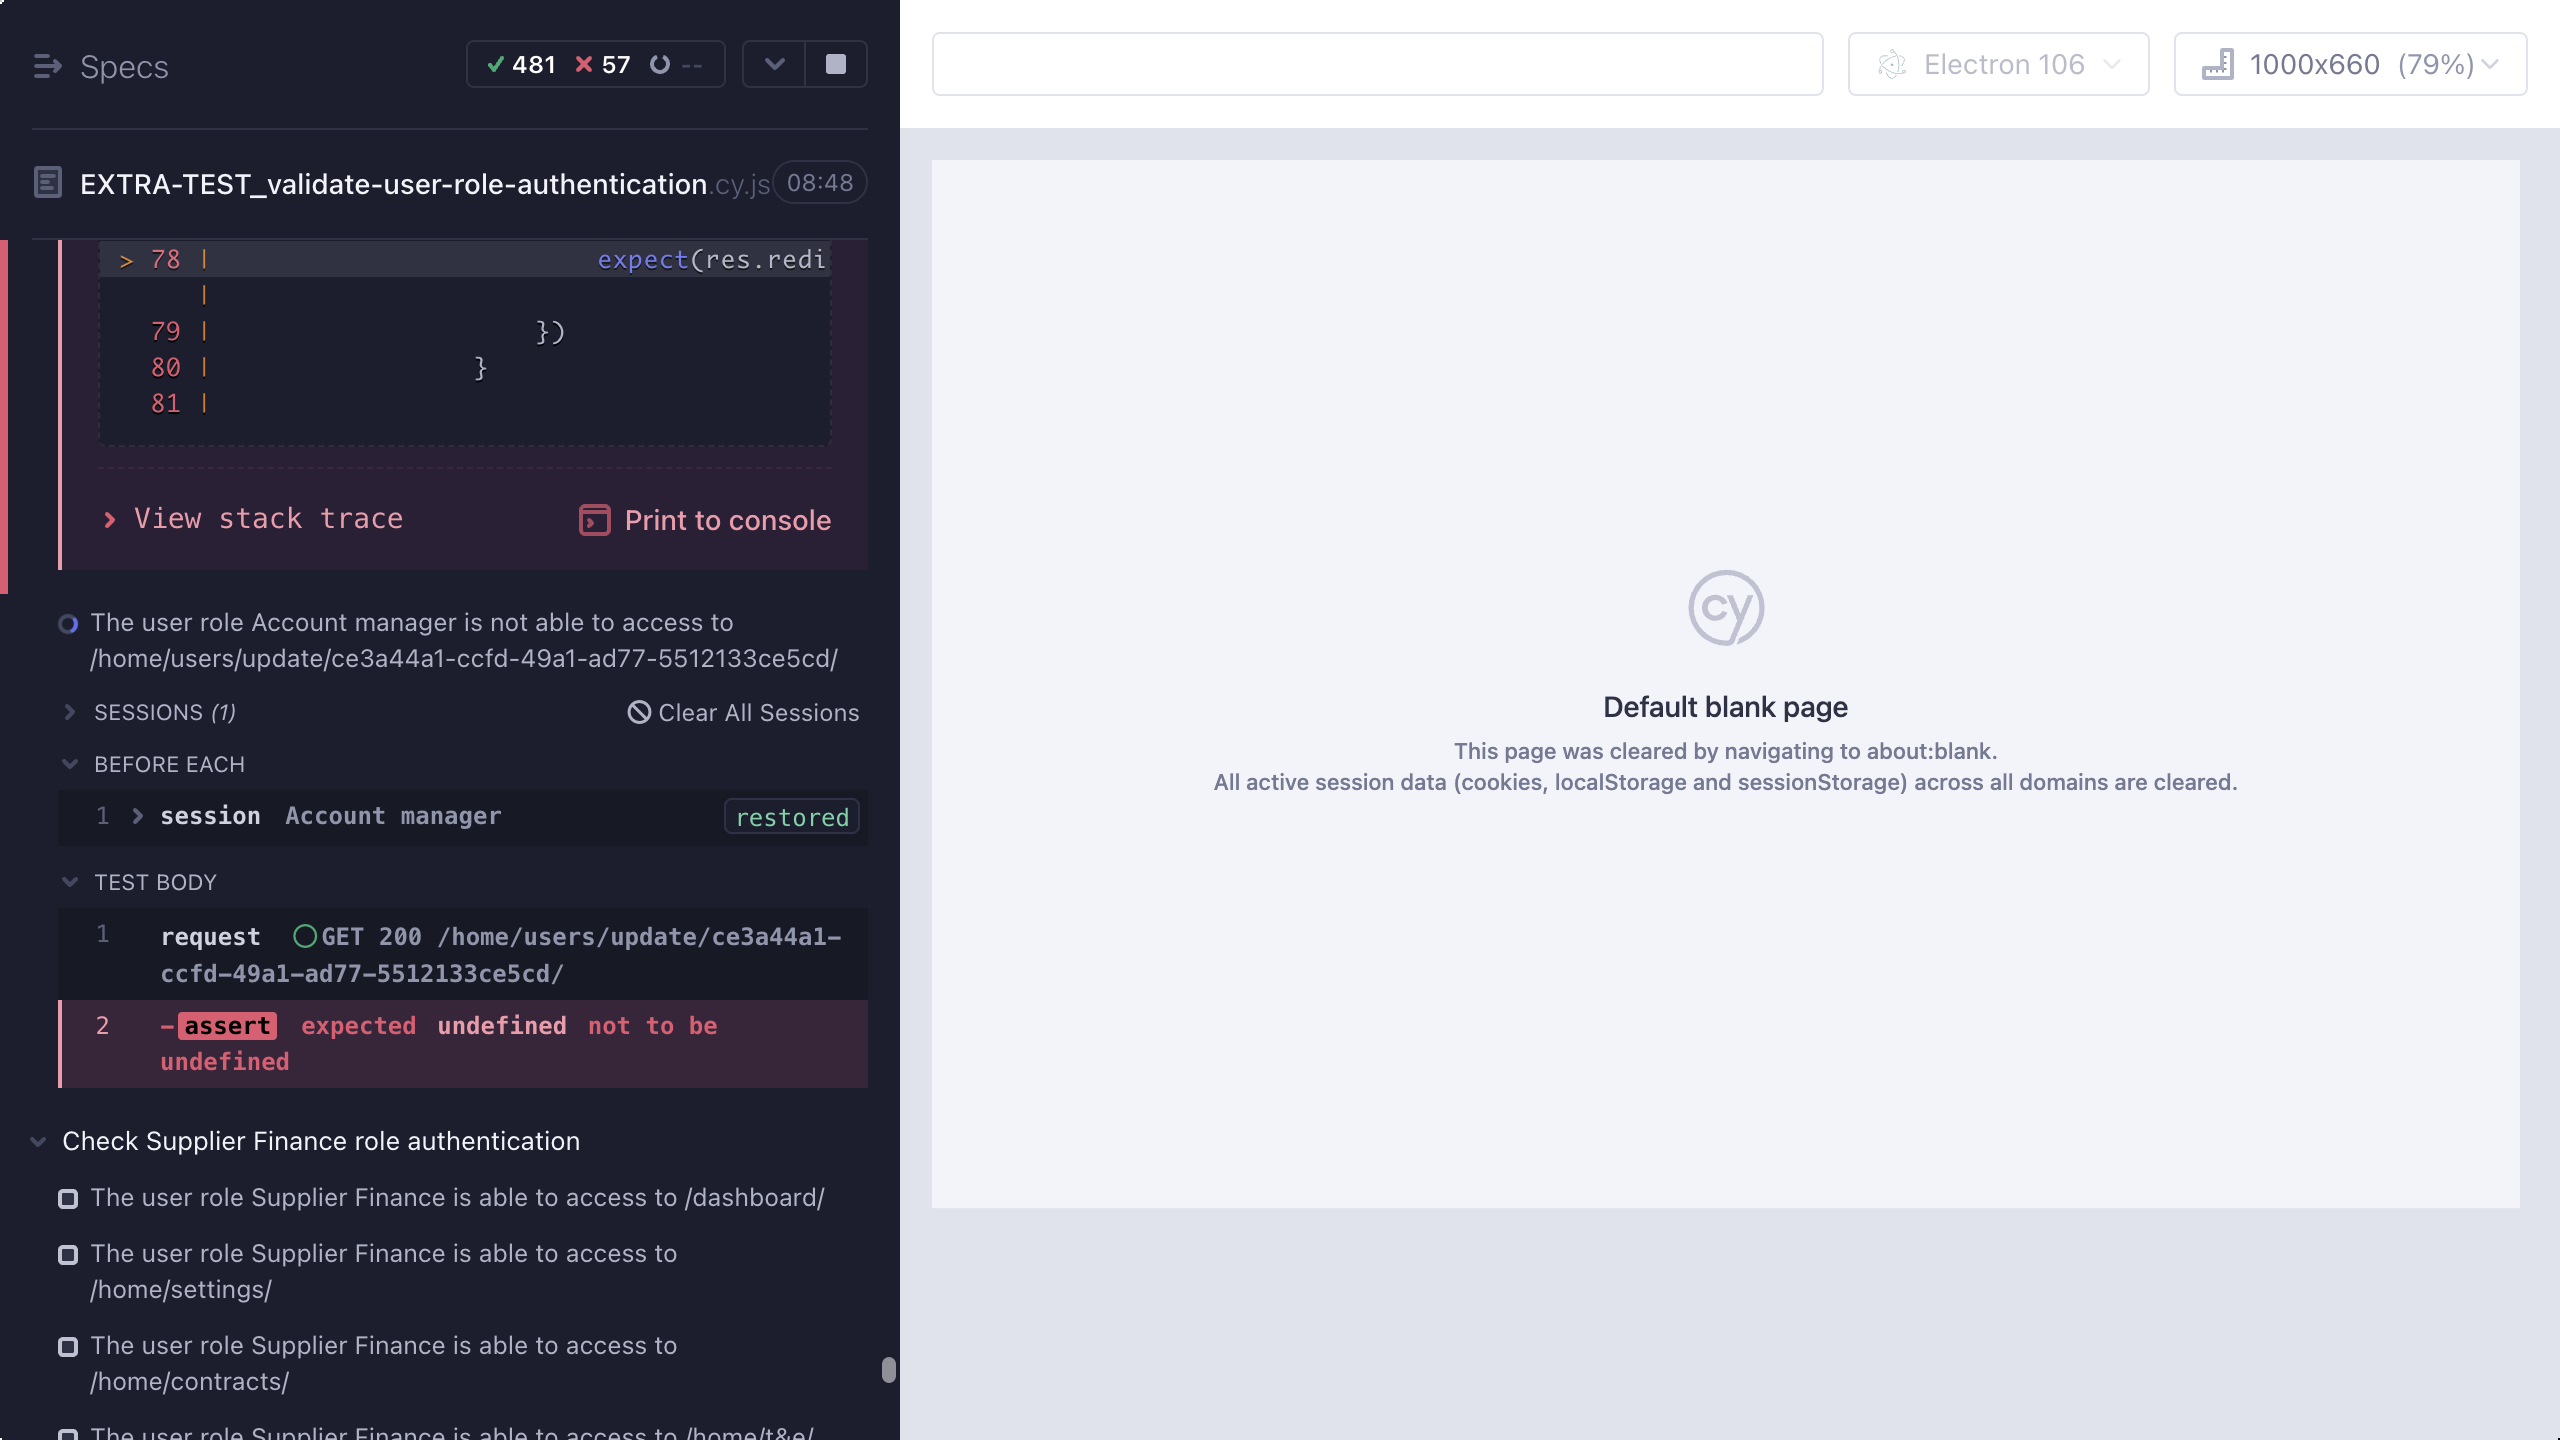 Specs
481 57 --
EXTRA-TEST_validate-user-role-authentication.cy.js 08:48
> 78 | expect(res.redi
|
79 | })
80 | }
81 |
View stack trace
Print to console
The user role Account manager is not able to access to
/home/users/update/ce3a44a1-ccfd-49a1-ad77-5512133ce5cd/
SESSIONS (1)
Clear All Sessions
BEFORE EACH
1 session Account manager restored
TEST BODY
1 request GET 200 /home/users/update/ce3a44a1-
ccfd-49a1-ad77-5512133ce5cd/
2 -assert expected undefined not to be
undefined
Check Supplier Finance role authentication
The user role Supplier Finance is able to access to /dashboard/
The user role Supplier Finance is able to access to
/home/settings/
The user role Supplier Finance is able to access to
/home/contracts/
The user role Supplier Finance is able to access to /home/t&e/
Electron 106
1000x660 (79%)
cy
Default blank page
This page was cleared by navigating to about:blank.
All active session data (cookies, localStorage and sessionStorage) across all domains are cleared.